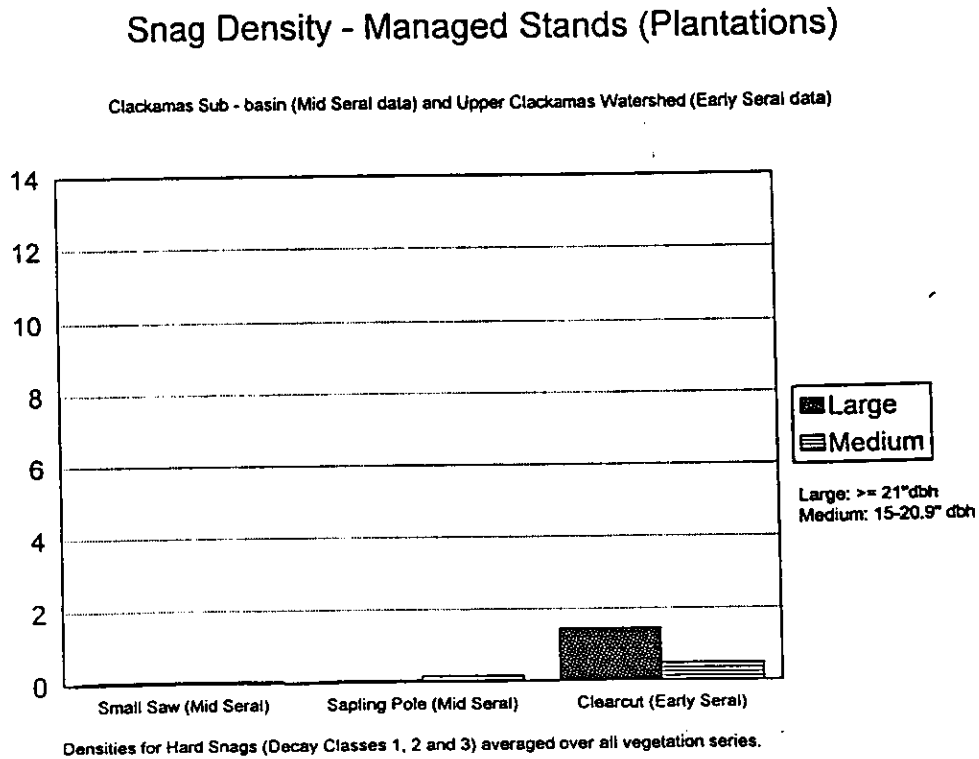 Snag Density - Managed Stands (Plantations)
Clackamas Sub - basin (Mid Seral data) and Upper Clackamas Watershed (Early Seral data)
14
12
10
8
6
4
2
0
Large
Medium
Large: >= 21"dbh
Medium: 15-20.9" dbh
Small Saw (Mid Seral)
Sapling Pole (Mid Seral)
Clearcut (Early Seral)
Densities for Hard Snags (Decay Classes 1, 2 and 3) averaged over all vegetation series.